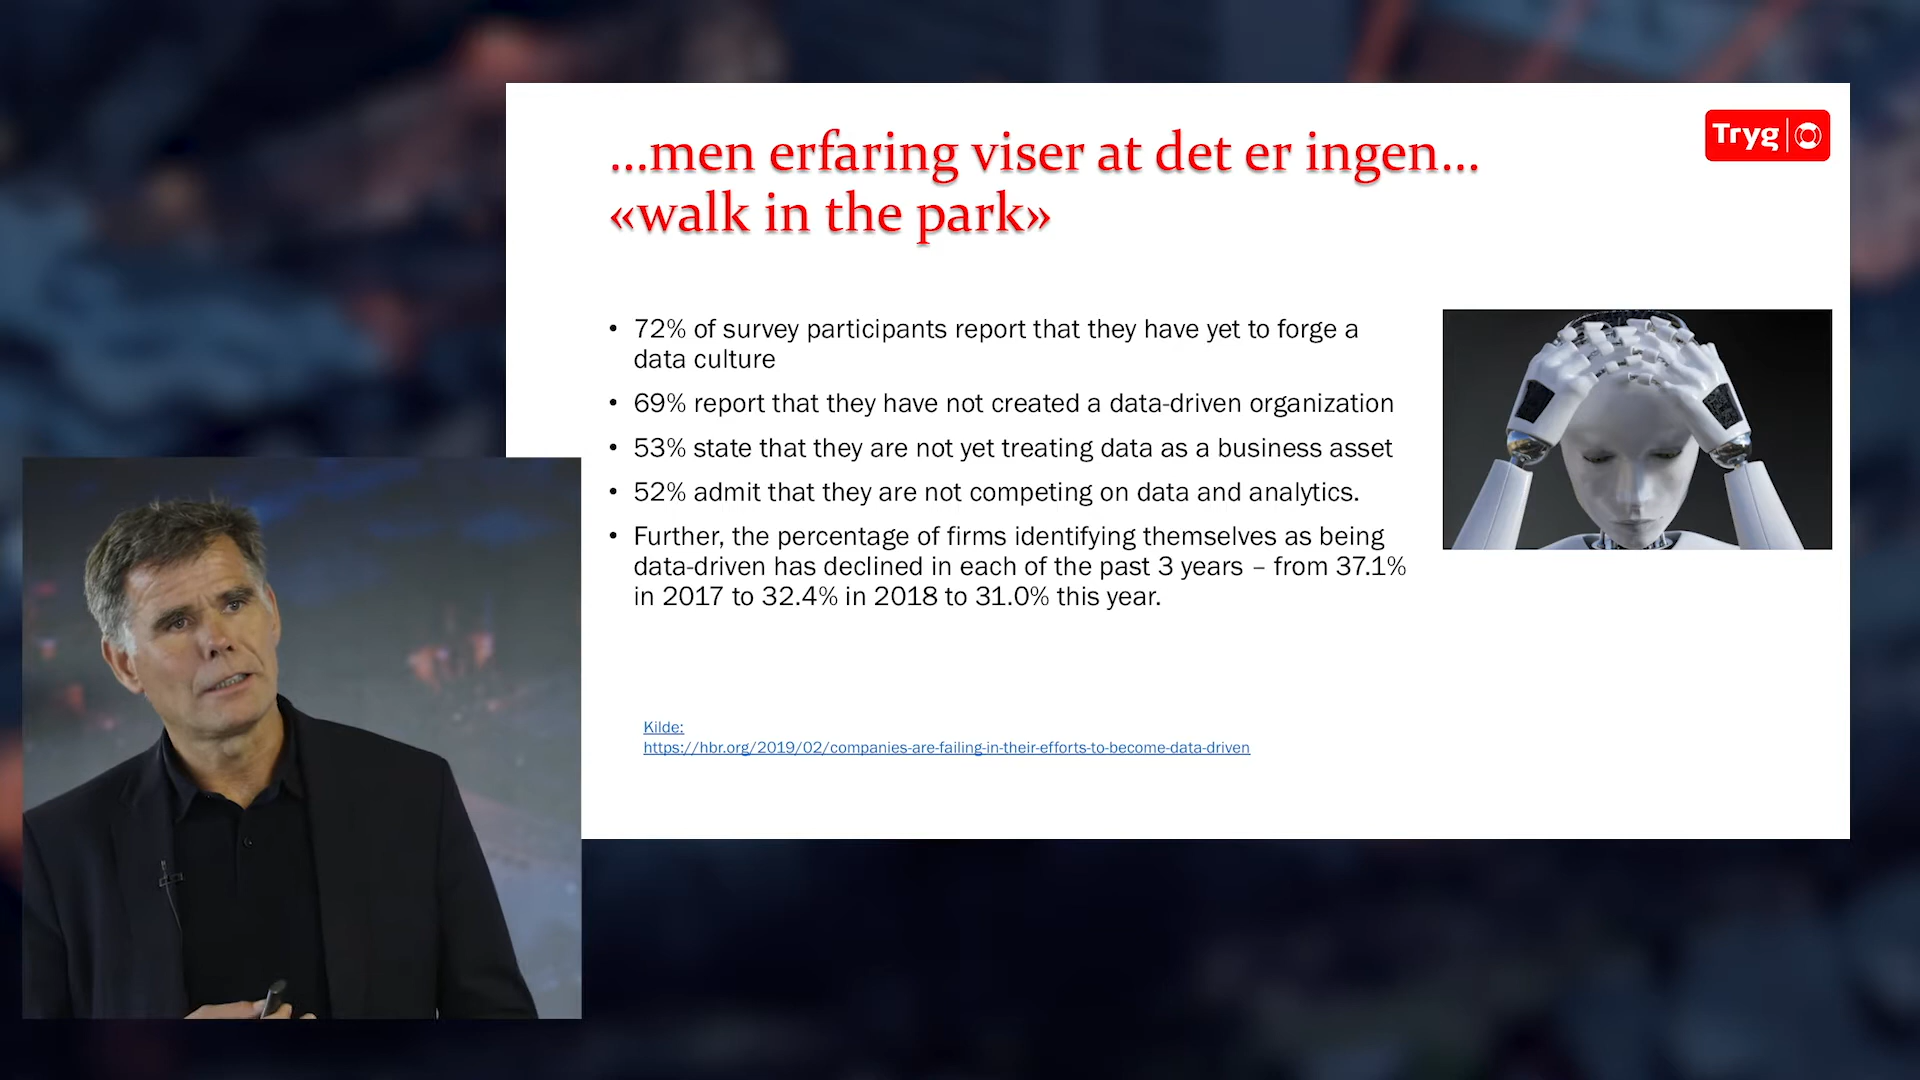 ...men erfaring viser at det er ingen...
«walk in the park»
Tryg
• 72% of survey participants report that they have yet to forge a
data culture
• 69% report that they have not created a data-driven organization
• 53% state that they are not yet treating data as a business asset
• 52% admit that they are not competing on data and analytics.
• Further, the percentage of firms identifying themselves as being
data-driven has declined in each of the past 3 years – from 37.1%
in 2017 to 32.4% in 2018 to 31.0% this year.
Kilde:
https://hbr.org/2019/02/companies-are-failing-in-their-efforts-to-become-data-driven